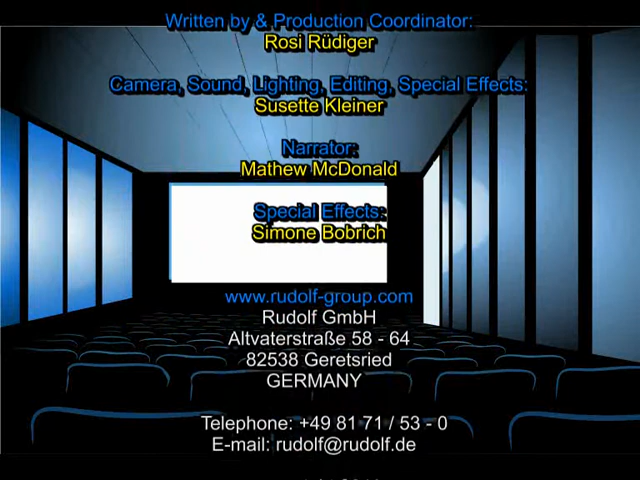 Written by & Production Coordinator:
Rosi Rüdiger
Camera, Sound, Lighting, Editing, Special Effects:
Susette Kleiner
Narrator:
Mathew McDonald
Special Effects:
Simone Bobrich
www.rudolf-group.com
Rudolf GmbH
Altvaterstraße 58 - 64
82538 Geretsried
GERMANY
Telephone: +49 81 71 / 53 - 0
E-mail: rudolf@rudolf.de